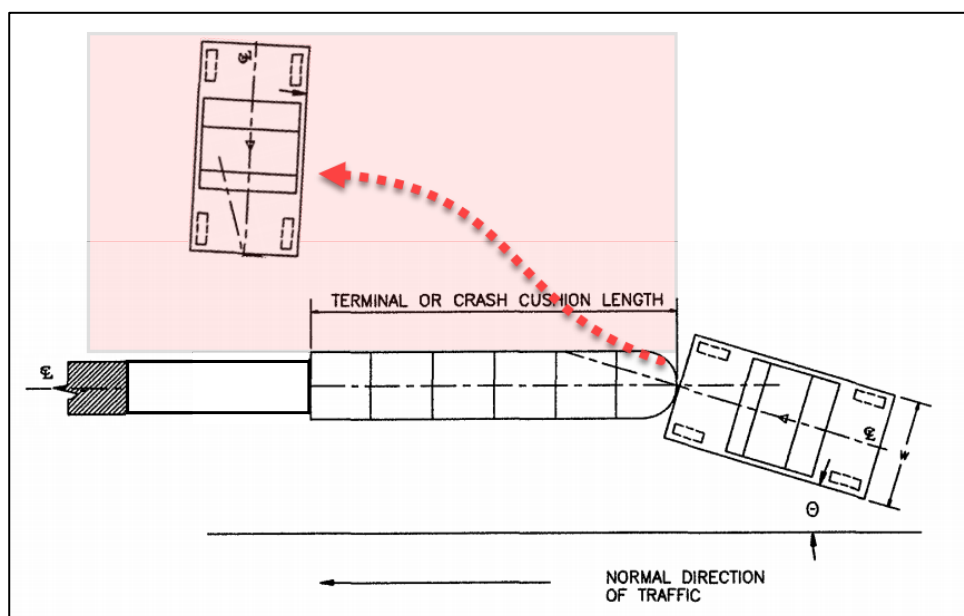 ℄
TERMINAL OR CRASH CUSHION LENGTH
℄
℄
W
Θ
NORMAL DIRECTION
OF TRAFFIC